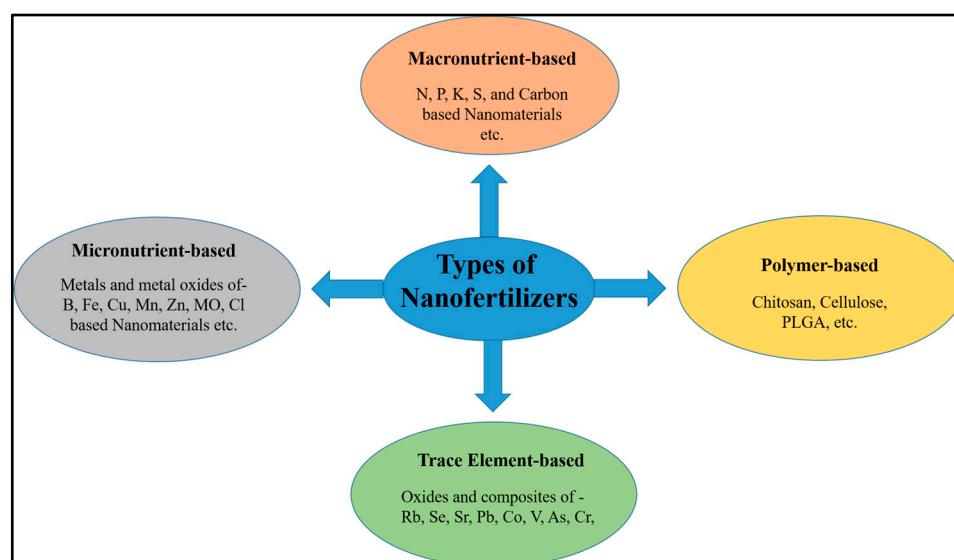 Macronutrient-based
N, P, K, S, and Carbon
based Nanomaterials
etc.
Micronutrient-based
Metals and metal oxides of-
B, Fe, Cu, Mn, Zn, MO, Cl
based Nanomaterials etc.
Types of
Nanofertilizers
Polymer-based
Chitosan, Cellulose,
PLGA, etc.
Trace Element-based
Oxides and composites of -
Rb, Se, Sr, Pb, Co, V, As, Cr,